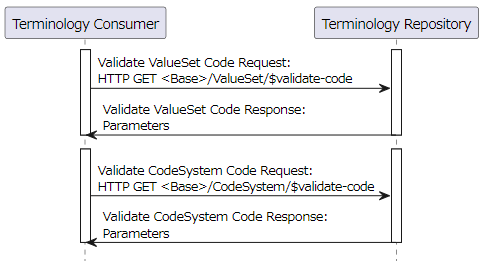 Terminology Consumer
Terminology Repository
Validate ValueSet Code Request:
HTTP GET <Base>/ValueSet/$validate-code
Validate ValueSet Code Response:
Parameters
Validate CodeSystem Code Request:
HTTP GET <Base>/CodeSystem/$validate-code
Validate CodeSystem Code Response:
Parameters